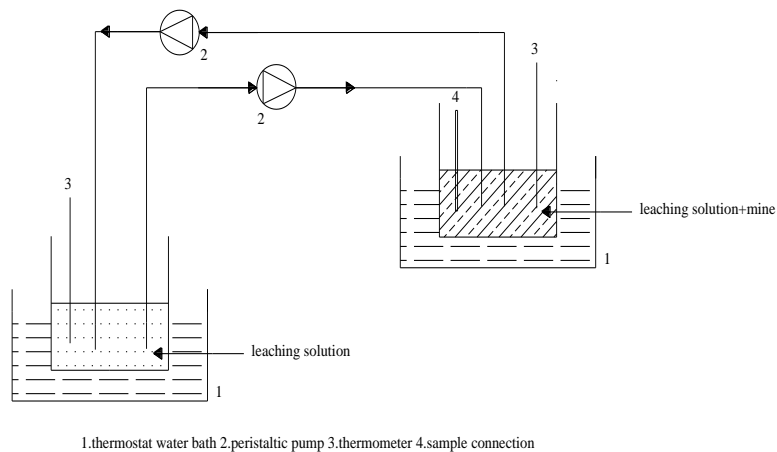 2
3
2
4
3
leaching solution+mine
1
leaching solution
1
1.thermostat water bath 2.peristaltic pump 3.thermometer 4.sample connection